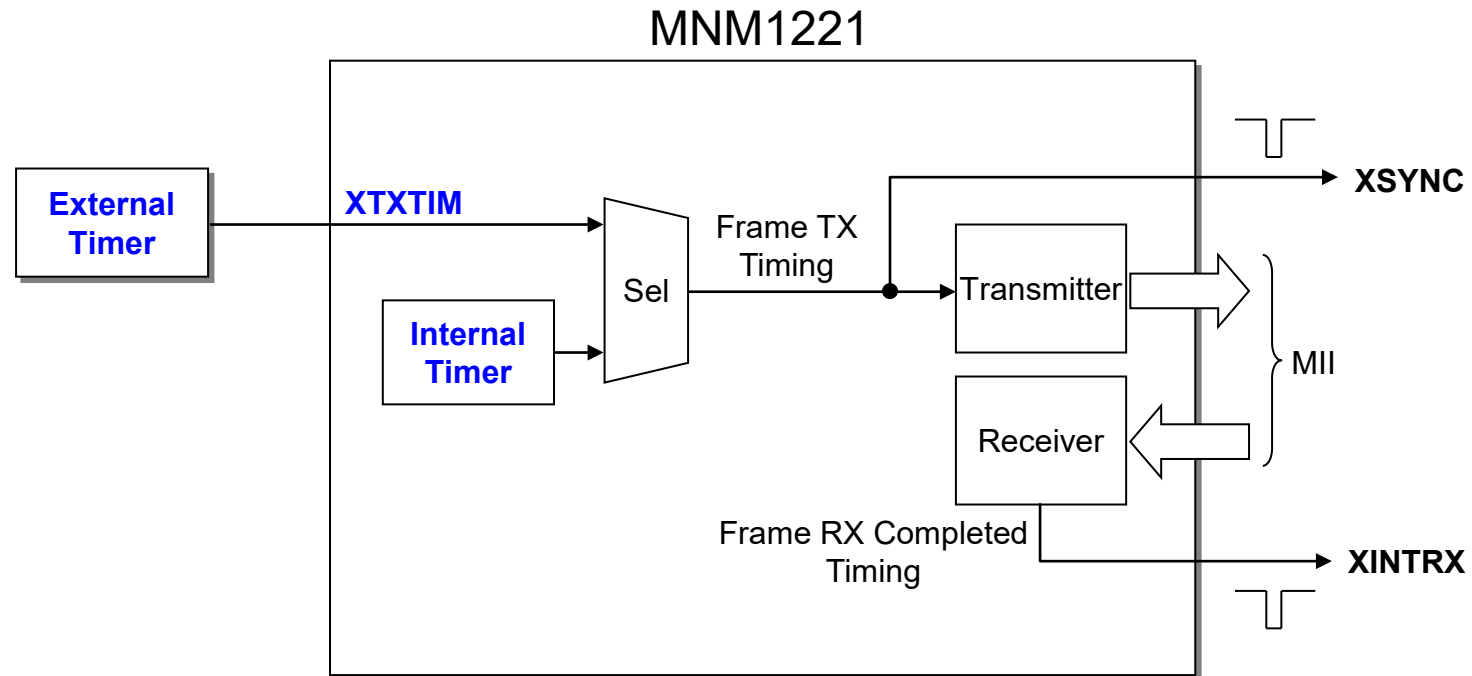 MNM1221
External
Timer
XTXTIM
Internal
Timer
Sel
Frame TX
Timing
Transmitter
XSYNC
MII
Receiver
Frame RX Completed
Timing
XINTRX